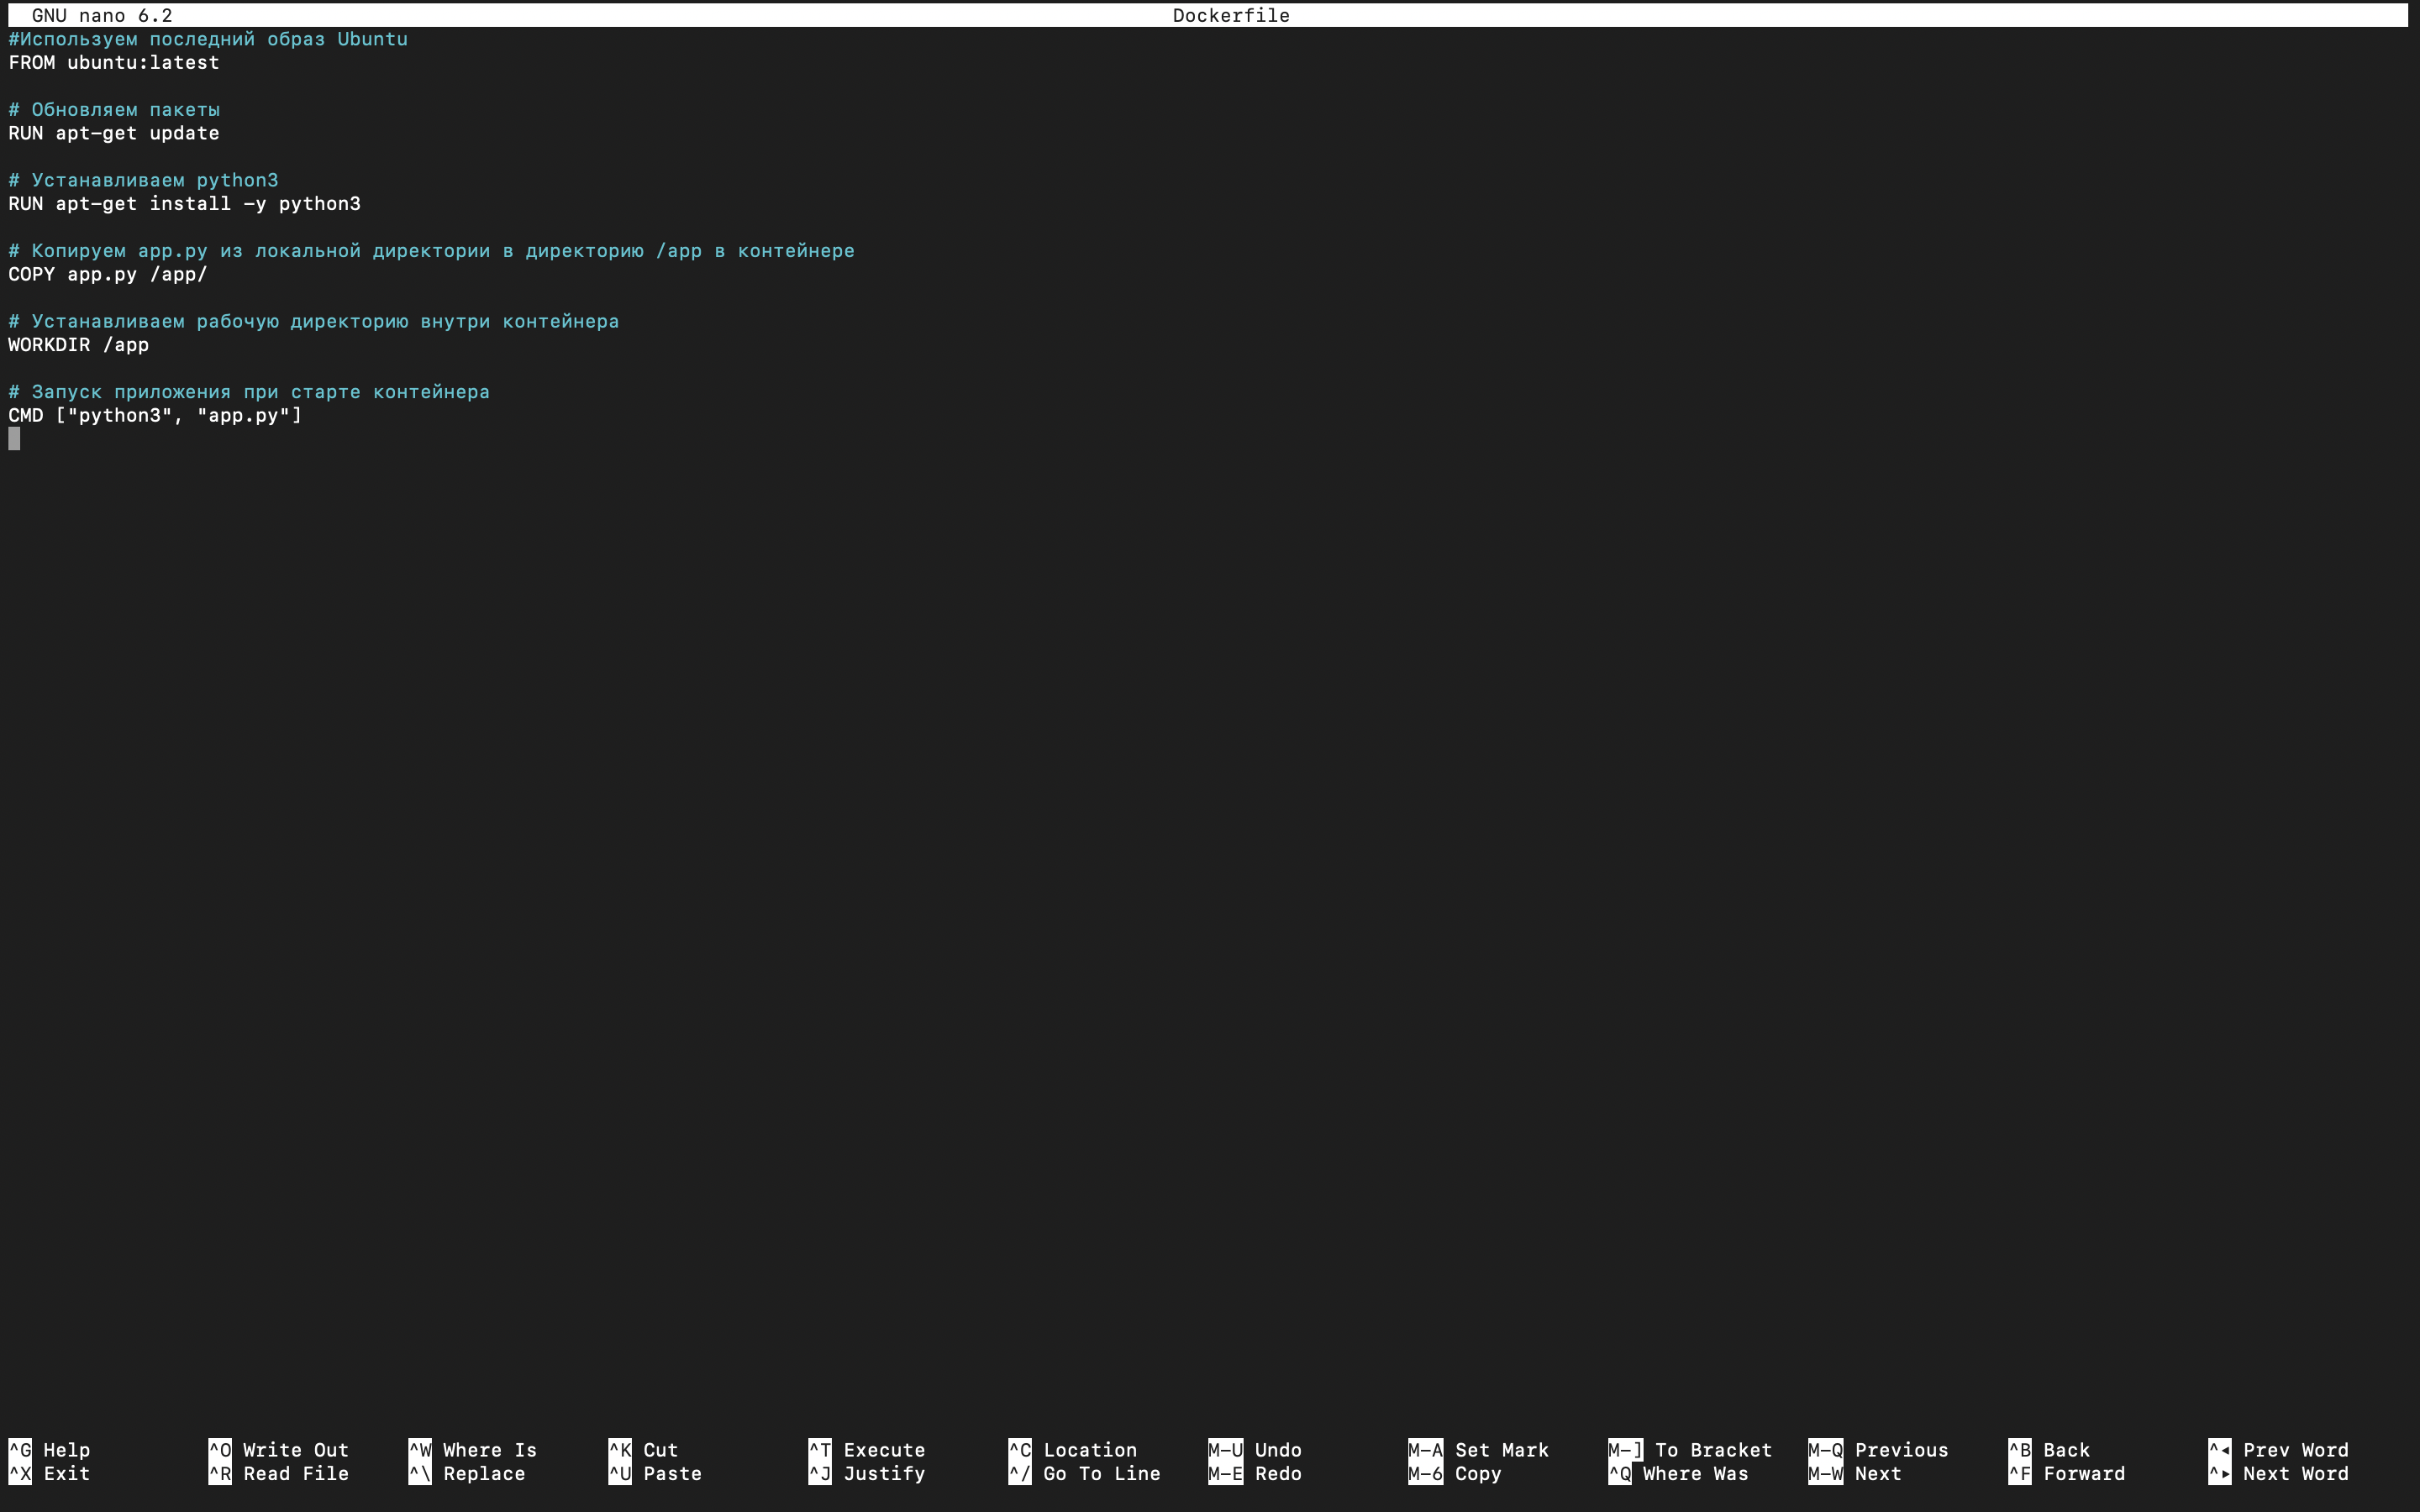 GNU nano 6.2 Dockerfile
#Используем последний образ Ubuntu
FROM ubuntu:latest
# Обновляем пакеты
RUN apt-get update
# Устанавливаем python3
RUN apt-get install -y python3
# Копируем app.py из локальной директории в директорию /app в контейнере
COPY app.py /app/
# Устанавливаем рабочую директорию внутри контейнера
WORKDIR /app
# Запуск приложения при старте контейнера
CMD ["python3", "app.py"]
^G Help ^O Write Out ^W Where Is ^K Cut ^T Execute ^C Location M-U Undo M-A Set Mark M-] To Bracket M-Q Previous ^B Back ^◂ Prev Word
^X Exit ^R Read File ^\ Replace ^U Paste ^J Justify ^/ Go To Line M-E Redo M-6 Copy ^Q Where Was M-W Next ^F Forward ^▸ Next Word